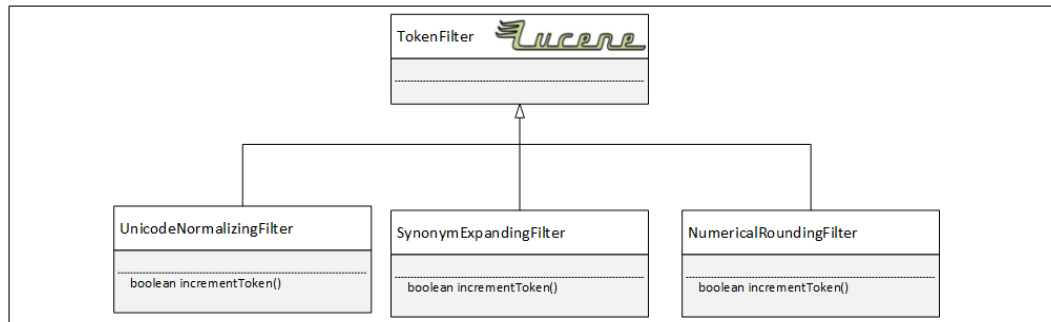 TokenFilter Lucene
UnicodeNormalizingFilter
boolean incrementToken()
SynonymExpandingFilter
boolean incrementToken()
NumericalRoundingFilter
boolean incrementToken()